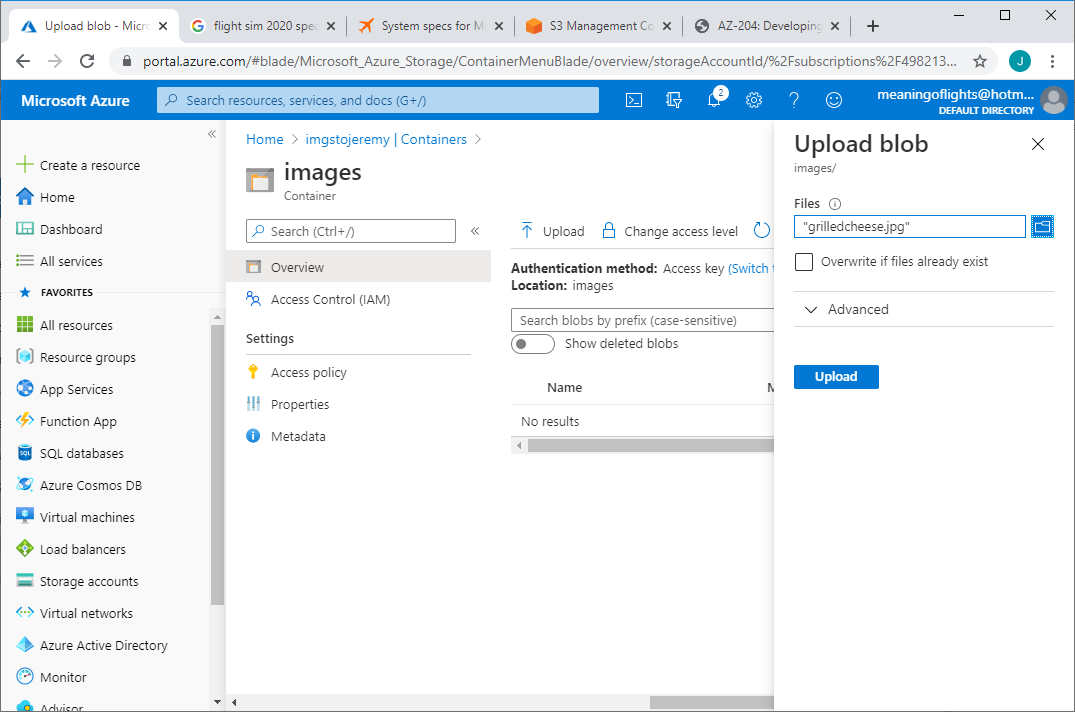 Upload blob - Micro
flight sim 2020 spec
System specs for Mi
S3 Management Co
AZ-204: Developing
portal.azure.com/#blade/Microsoft_Azure_Storage/ContainerMenuBlade/overview/storageAccountId/%2Fsubscriptions%2F498213...
J
Microsoft Azure
Search resources, services, and docs (G+/)
2
meaningoflights@hotm...
DEFAULT DIRECTORY
Create a resource
Home
Dashboard
All services
FAVORITES
All resources
Resource groups
App Services
Function App
SQL databases
Azure Cosmos DB
Virtual machines
Load balancers
Storage accounts
Virtual networks
Azure Active Directory
Monitor
Advisor
Home > imgstojeremy | Containers >
images
Container
Search (Ctrl+/)
Overview
Access Control (IAM)
Settings
Access policy
Properties
Metadata
Upload
Change access level
Authentication method: Access key (Switch t
Location: images
Search blobs by prefix (case-sensitive)
Show deleted blobs
Name
M
No results
Upload blob
images/
Files
"grilledcheese.jpg"
Overwrite if files already exist
Advanced
Upload